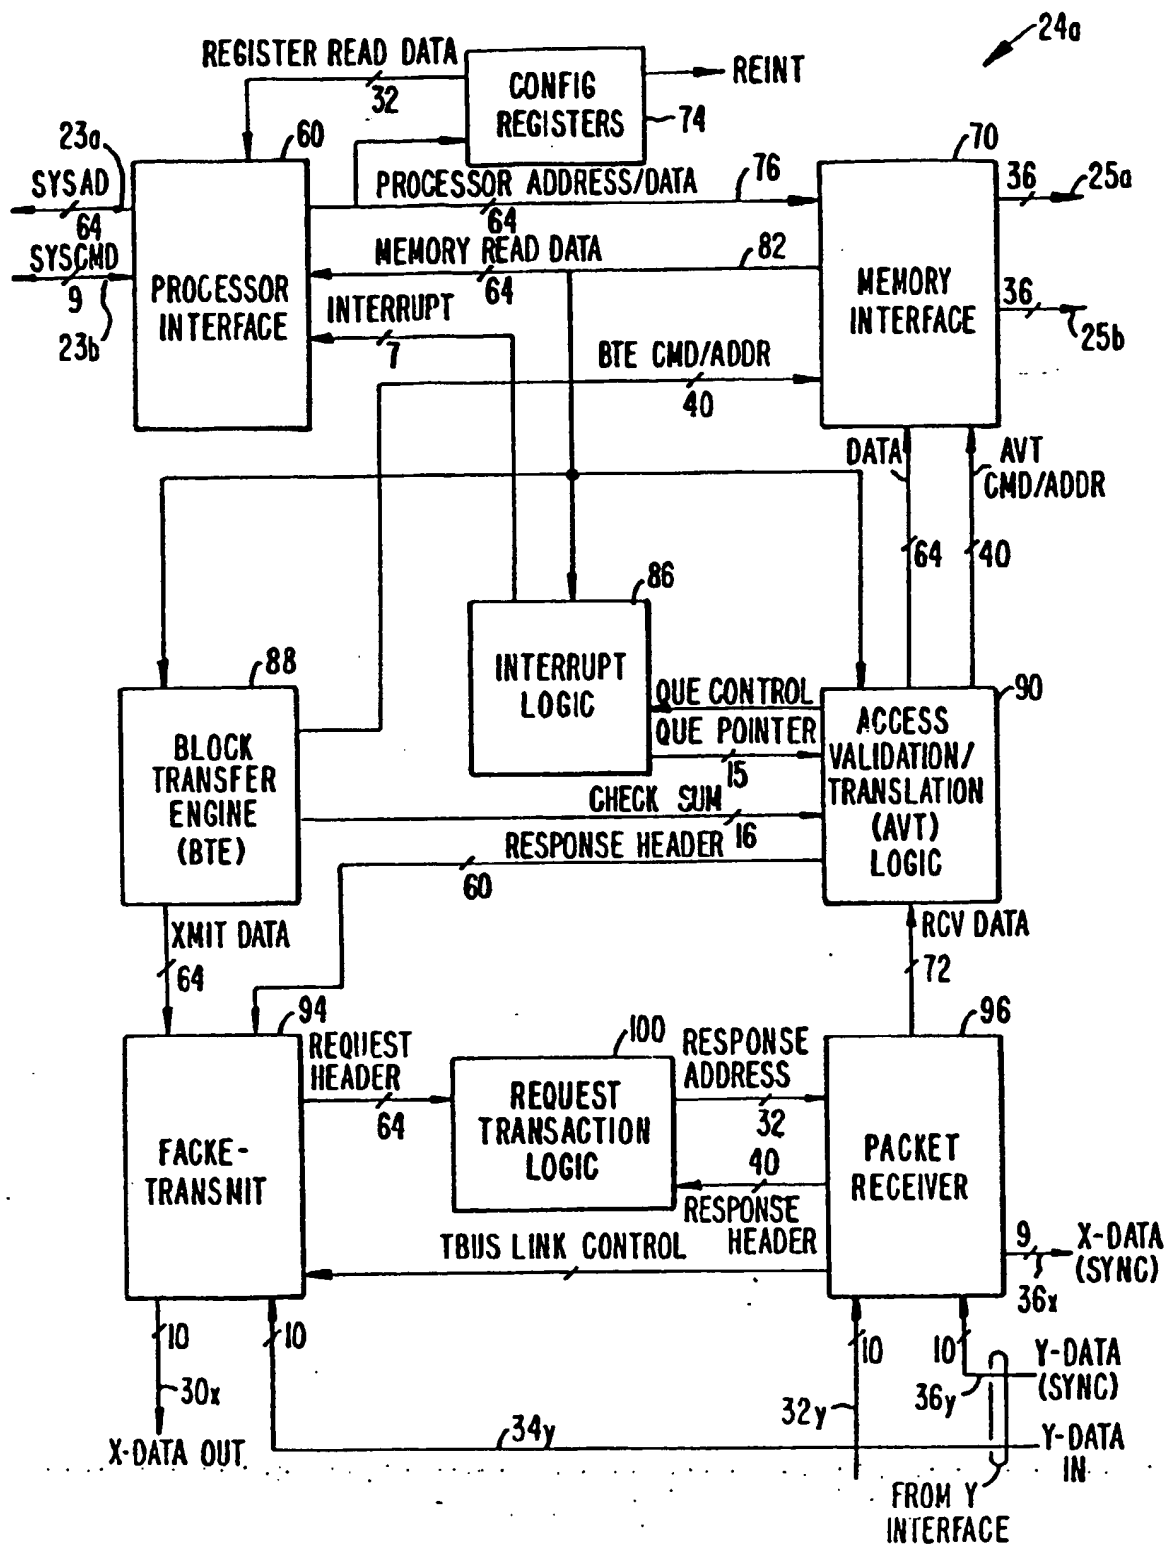 24a
REGISTER READ DATA
32
CONFIG
REGISTERS
REINT
74
23a
60
70
SYSAD
64
SYSCMD
9
23b
PROCESSOR
INTERFACE
PROCESSOR ADDRESS/DATA
64
76
MEMORY READ DATA
64
82
INTERRUPT
7
BTE CMD/ADDR
40
MEMORY
INTERFACE
36
25a
36
25b
DATA
64
AVT
CMD/ADDR
40
86
INTERRUPT
LOGIC
88
BLOCK
TRANSFER
ENGINE
(BTE)
QUE CONTROL
QUE POINTER
15
CHECK SUM
16
RESPONSE HEADER
60
90
ACCESS
VALIDATION/
TRANSLATION
(AVT)
LOGIC
XMIT DATA
64
RCV DATA
72
94
FACKE-
TRANSMIT
REQUEST
HEADER
64
100
REQUEST
TRANSACTION
LOGIC
RESPONSE
ADDRESS
32
40
RESPONSE
HEADER
96
PACKET
RECEIVER
TBUS LINK CONTROL
9
X-DATA
(SYNC)
36x
10
30x
X-DATA OUT
10
34y
10
32y
10
36y
Y-DATA
(SYNC)
Y-DATA
IN
FROM Y
INTERFACE